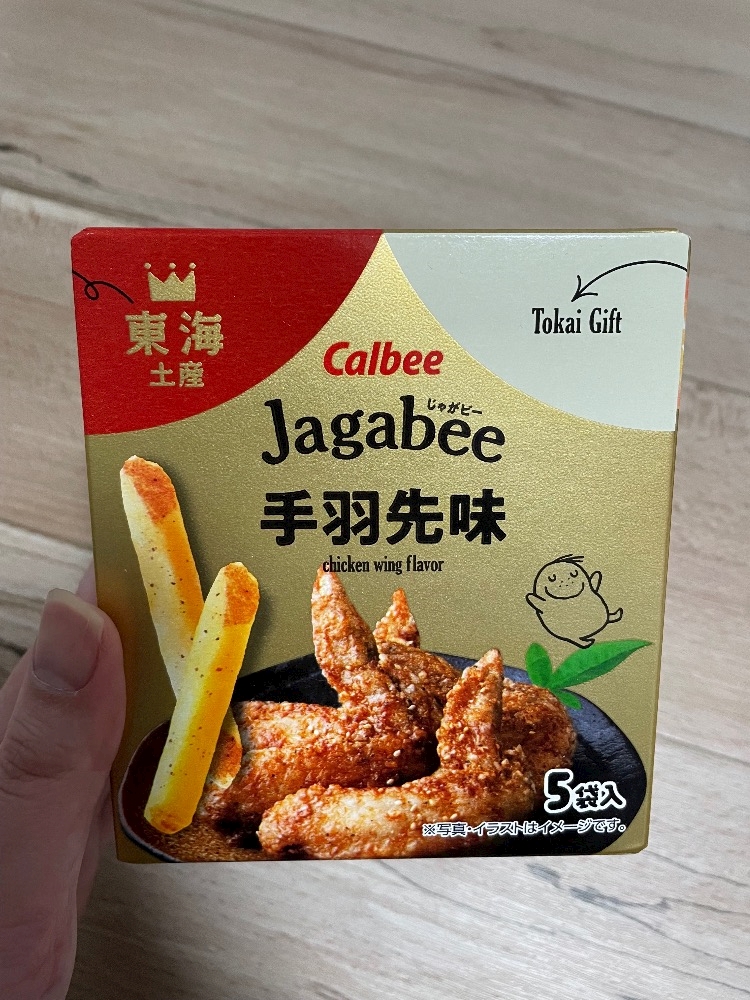 東海
土産
Tokai Gift
Calbee
じゃがビー
Jagabee
手羽先味
chicken wing flavor
5袋入
※写真・イラストはイメージです。